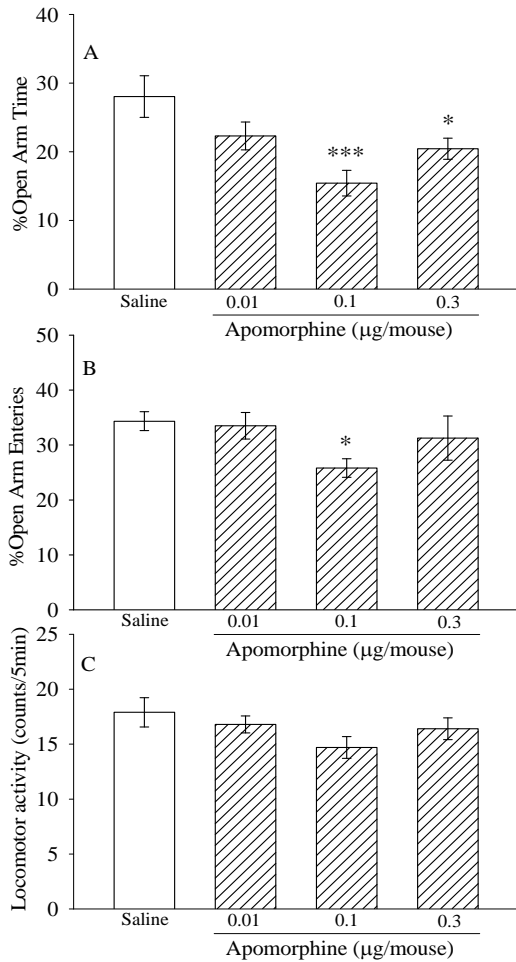 A
%Open Arm Time
40
30
20
10
0
***
*
Saline
0.01 0.1 0.3
Apomorphine (μg/mouse)
B
%Open Arm Enteries
50
40
30
20
10
0
*
Saline
0.01 0.1 0.3
Apomorphine (μg/mouse)
C
Locomotor activity (counts/5min)
25
20
15
10
5
0
Saline
0.01 0.1 0.3
Apomorphine (μg/mouse)